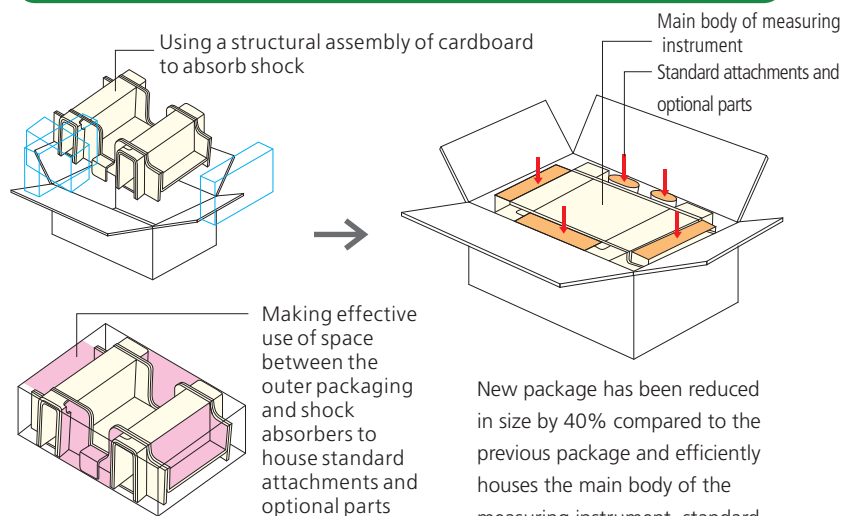 Using a structural assembly of cardboard
to absorb shock
Main body of measuring
instrument
Standard attachments and
optional parts
Making effective
use of space
between the
outer packaging
and shock
absorbers to
house standard
attachments and
optional parts
New package has been reduced
in size by 40% compared to the
previous package and efficiently
houses the main body of the
measuring instrument, standard